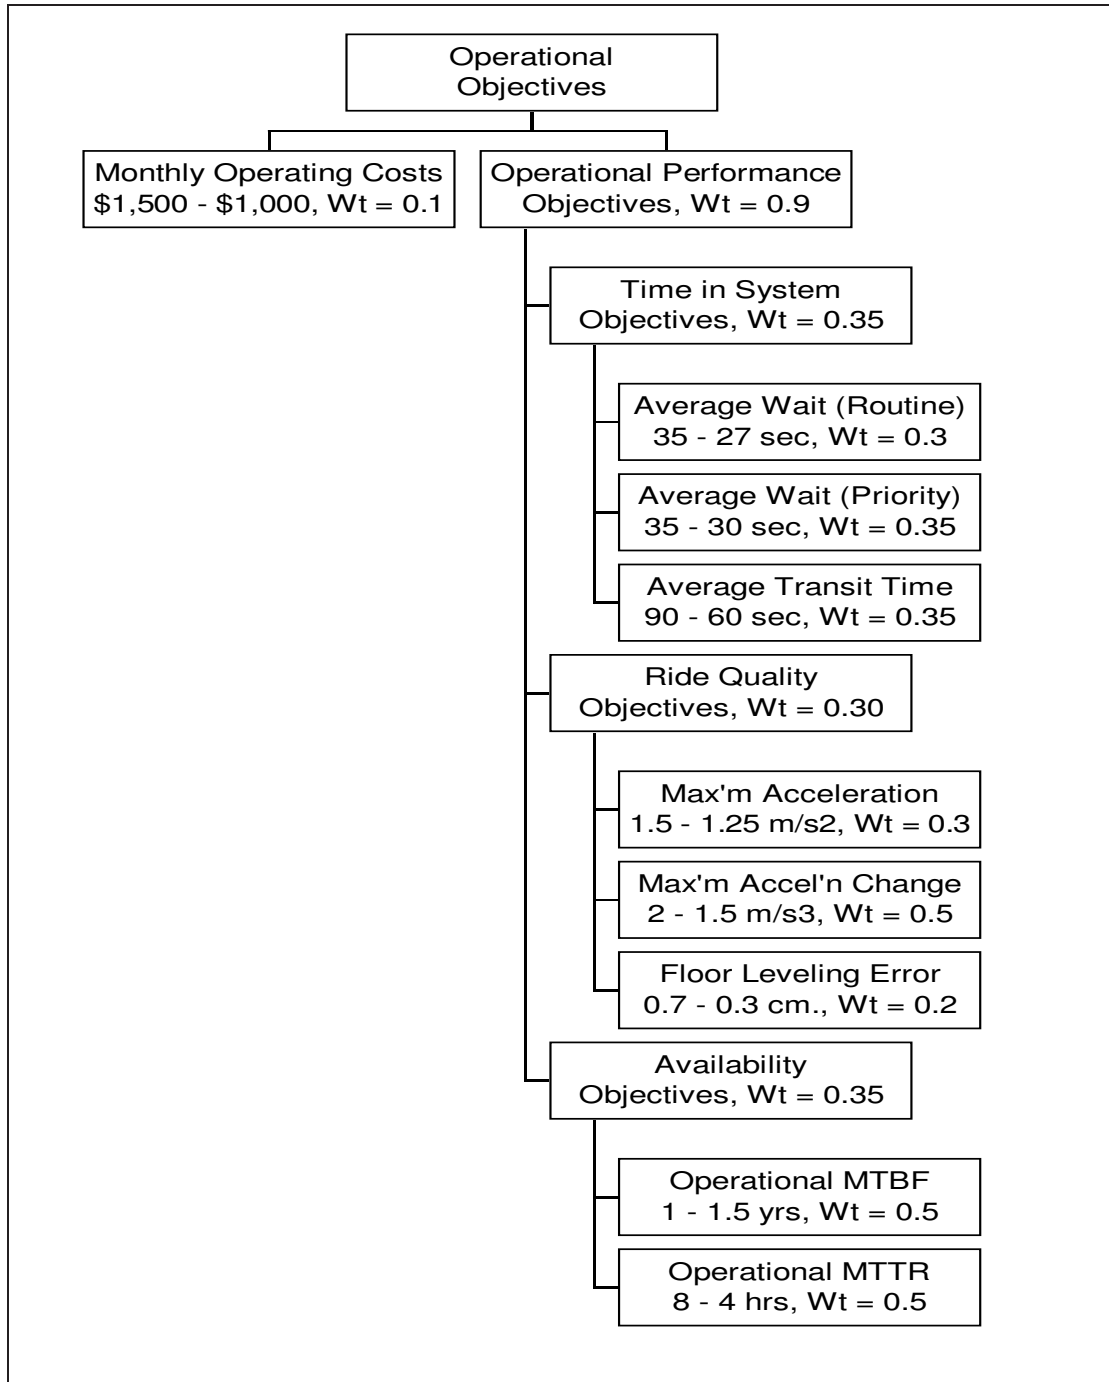 Operational
Objectives
Monthly Operating Costs
$1,500 - $1,000, Wt = 0.1
Operational Performance
Objectives, Wt = 0.9
Time in System
Objectives, Wt = 0.35
Average Wait (Routine)
35 - 27 sec, Wt = 0.3
Average Wait (Priority)
35 - 30 sec, Wt = 0.35
Average Transit Time
90 - 60 sec, Wt = 0.35
Ride Quality
Objectives, Wt = 0.30
Max'm Acceleration
1.5 - 1.25 m/s2, Wt = 0.3
Max'm Accel'n Change
2 - 1.5 m/s3, Wt = 0.5
Floor Leveling Error
0.7 - 0.3 cm., Wt = 0.2
Availability
Objectives, Wt = 0.35
Operational MTBF
1 - 1.5 yrs, Wt = 0.5
Operational MTTR
8 - 4 hrs, Wt = 0.5